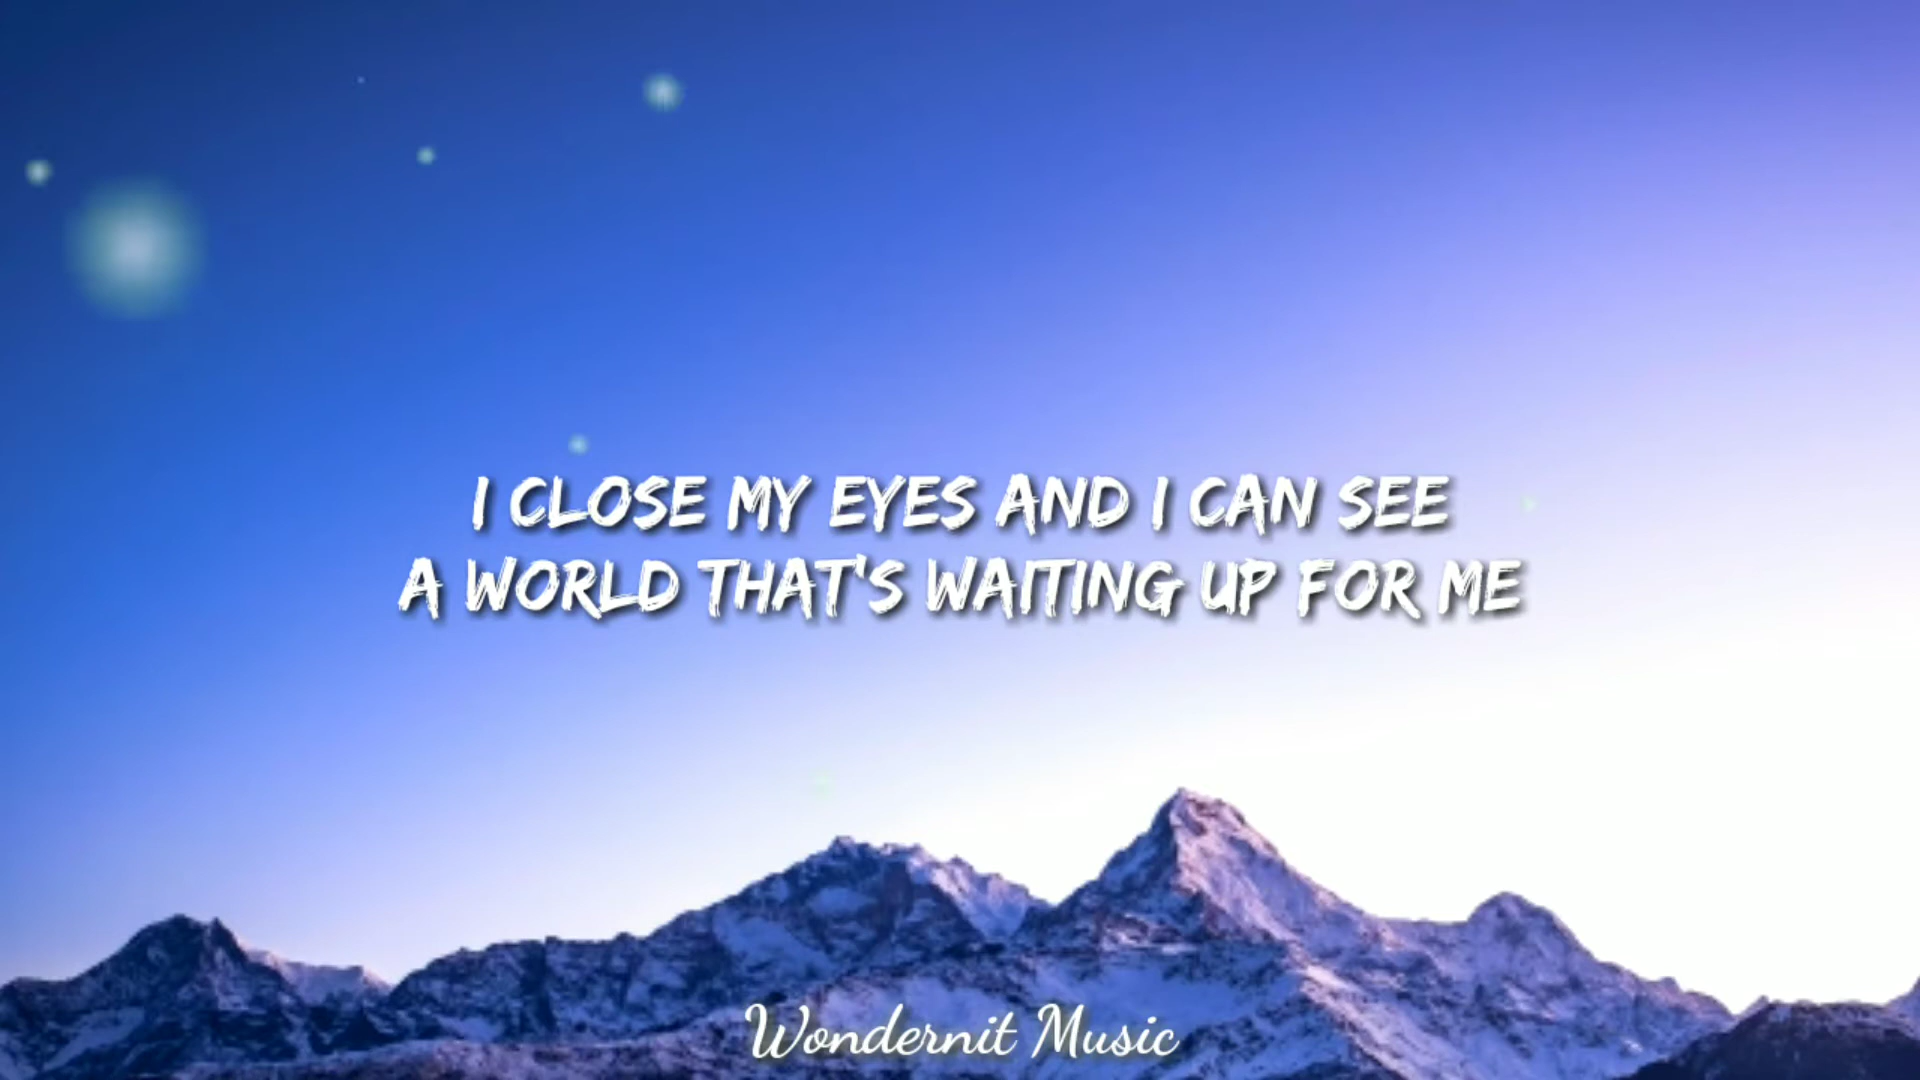 I CLOSE MY EYES AND I CAN SEE
A WORLD THAT'S WAITING UP FOR ME
Wondernit Music